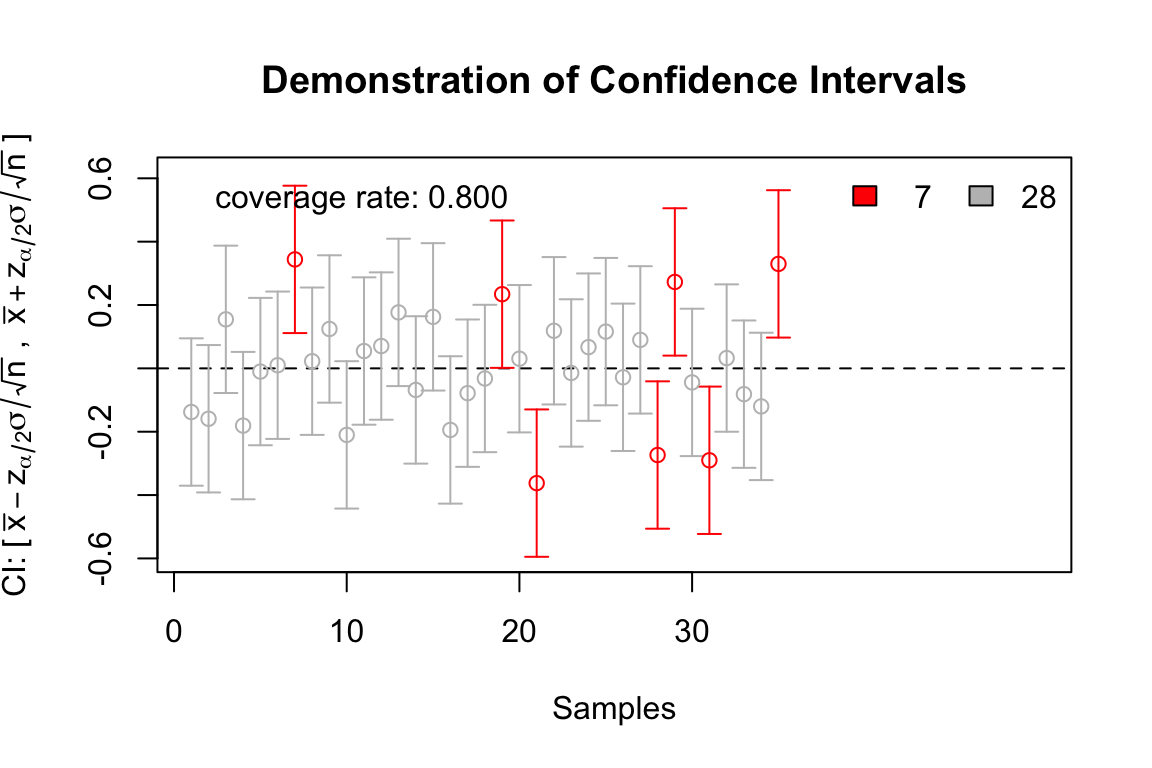 Demonstration of Confidence Intervals
CI: [ x̅ − z_{α/2}σ/√n , x̅ + z_{α/2}σ/√n ]
0.6
0.2
-0.2
-0.6
coverage rate: 0.800
7 28
0 10 20 30
Samples